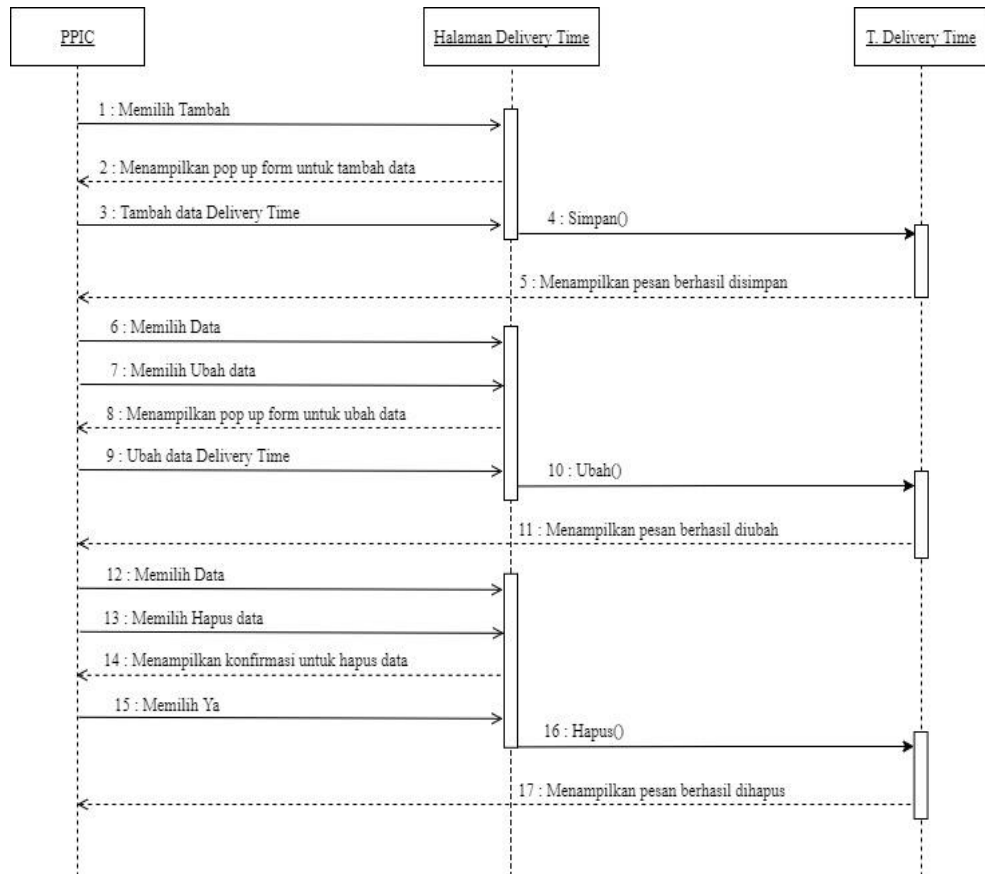 PPIC
Halaman Delivery Time
T. Delivery Time
1 : Memilih Tambah
2 : Menampilkan pop up form untuk tambah data
3 : Tambah data Delivery Time
4 : Simpan()
5 : Menampilkan pesan berhasil disimpan
6 : Memilih Data
7 : Memilih Ubah data
8 : Menampilkan pop up form untuk ubah data
9 : Ubah data Delivery Time
10 : Ubah()
11 : Menampilkan pesan berhasil diubah
12 : Memilih Data
13 : Memilih Hapus data
14 : Menampilkan konfirmasi untuk hapus data
15 : Memilih Ya
16 : Hapus()
17 : Menampilkan pesan berhasil dihapus